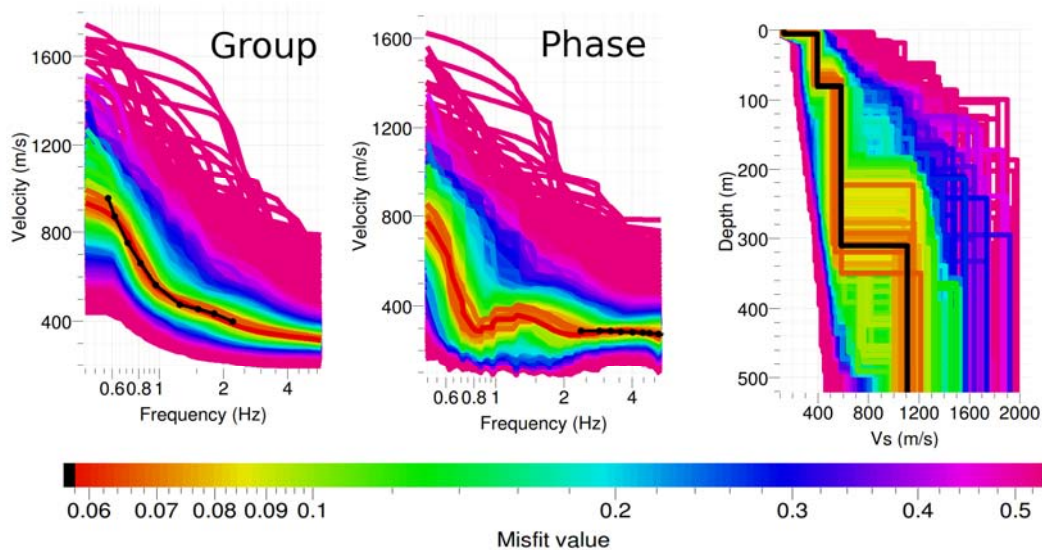 Group
Velocity (m/s)
1600
1200
800
400
0.6 0.8 1 2 4
Frequency (Hz)
Phase
Velocity (m/s)
1600
1200
800
400
0.6 0.8 1 2 4
Frequency (Hz)
Depth (m)
0
100
200
300
400
500
400 800 1200 1600 2000
Vs (m/s)
0.06 0.07 0.08 0.09 0.1 0.2 0.3 0.4 0.5
Misfit value